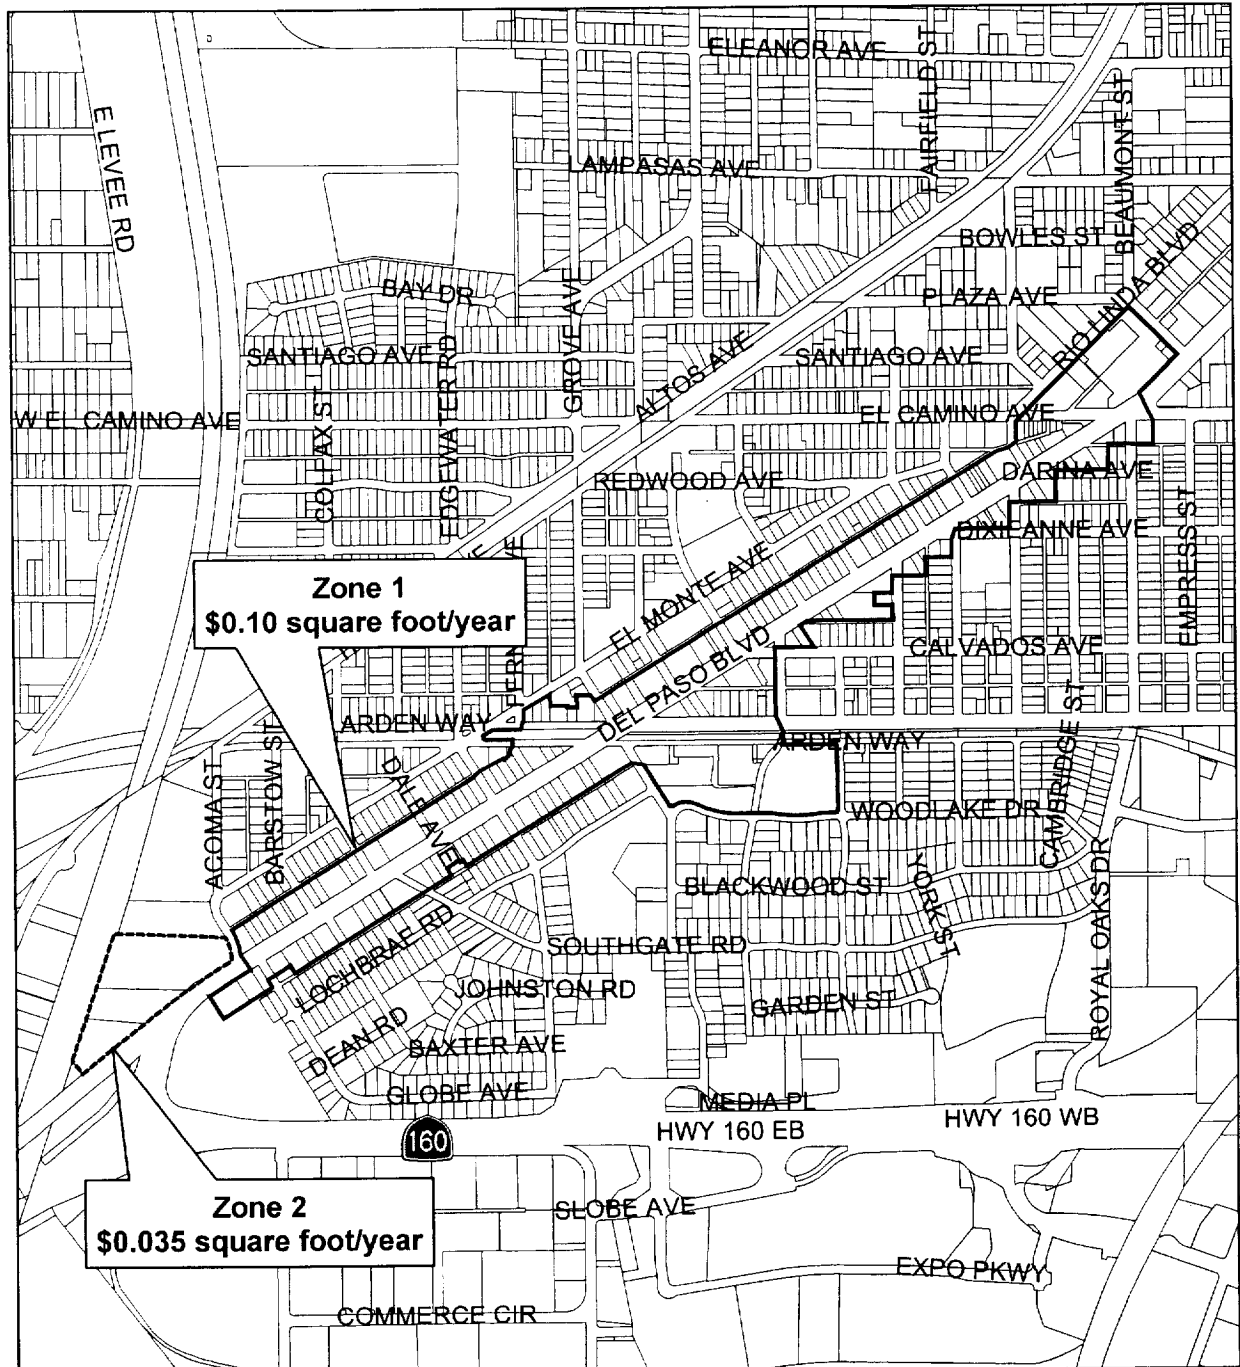 ELEANOR AVE
FAIRFIELD ST
BEAUMONT ST
E LEVEE RD
LAMPASAS AVE
BOWLES ST
RIO LINDA BLVD
BAY DR
PLAZA AVE
GROVE AVE
SANTIAGO AVE
EDGEWATER RD
ALTOS AVE
SANTIAGO AVE
W EL CAMINO AVE
COLFAX ST
EL CAMINO AVE
REDWOOD AVE
DARINA AVE
DIXIEANNE AVE
EMPRESS ST
Zone 1
$0.10 square foot/year
EL MONTE AVE
CALVADOS AVE
DEL PASO BLVD
ARDEN WAY
ARDEN WAY
CAMBRIDGE ST
ACOMA ST
BARSTOW ST
DALE AVE
WOODLAKE DR
BLACKWOOD ST
YORK ST
ROYAL OAKS DR
LOCHBRAE RD
SOUTHGATE RD
JOHNSTON RD
GARDEN ST
DEAN RD
BAXTER AVE
GLOBE AVE
MEDIA PL
160
HWY 160 EB
HWY 160 WB
Zone 2
$0.035 square foot/year
SLOBE AVE
EXPO PKWY
COMMERCE CIR